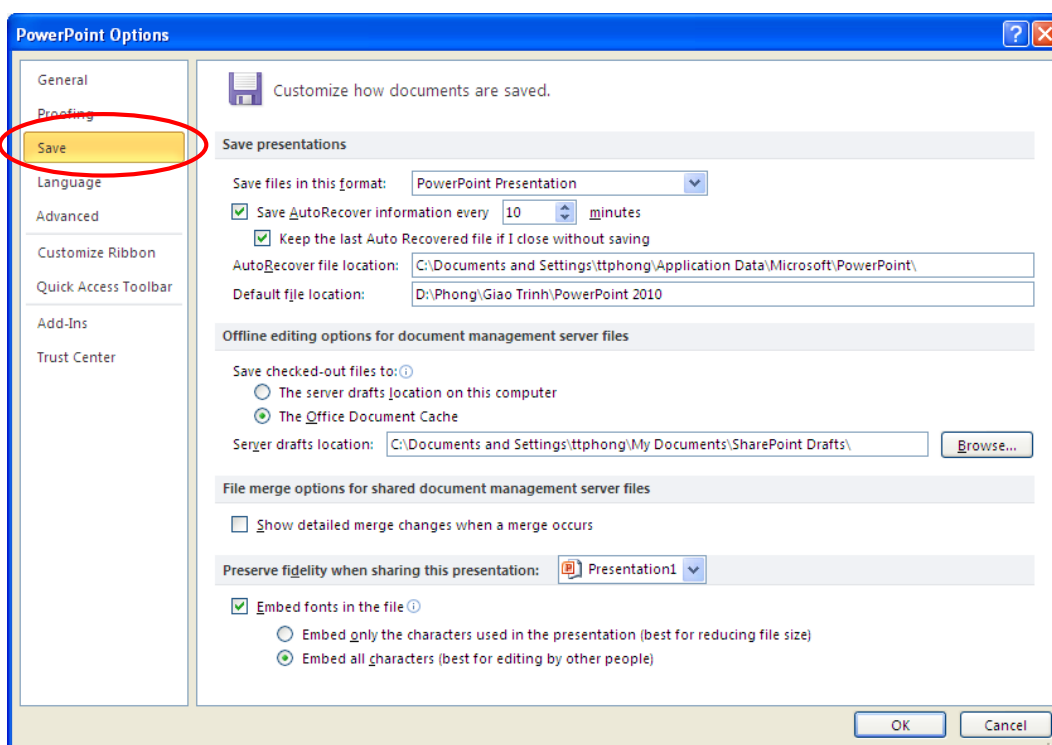 PowerPoint Options
General
Proofing
Save
Language
Advanced
Customize Ribbon
Quick Access Toolbar
Add-Ins
Trust Center
Customize how documents are saved.
Save presentations
Save files in this format: PowerPoint Presentation
Save AutoRecover information every 10 minutes
Keep the last Auto Recovered file if I close without saving
AutoRecover file location: C:\Documents and Settings\ttphong\Application Data\Microsoft\PowerPoint\
Default file location: D:\Phong\Giao Trinh\PowerPoint 2010
Offline editing options for document management server files
Save checked-out files to:
The server drafts location on this computer
The Office Document Cache
Server drafts location: C:\Documents and Settings\ttphong\My Documents\SharePoint Drafts\ Browse...
File merge options for shared document management server files
Show detailed merge changes when a merge occurs
Preserve fidelity when sharing this presentation: Presentation1
Embed fonts in the file
Embed only the characters used in the presentation (best for reducing file size)
Embed all characters (best for editing by other people)
OK Cancel